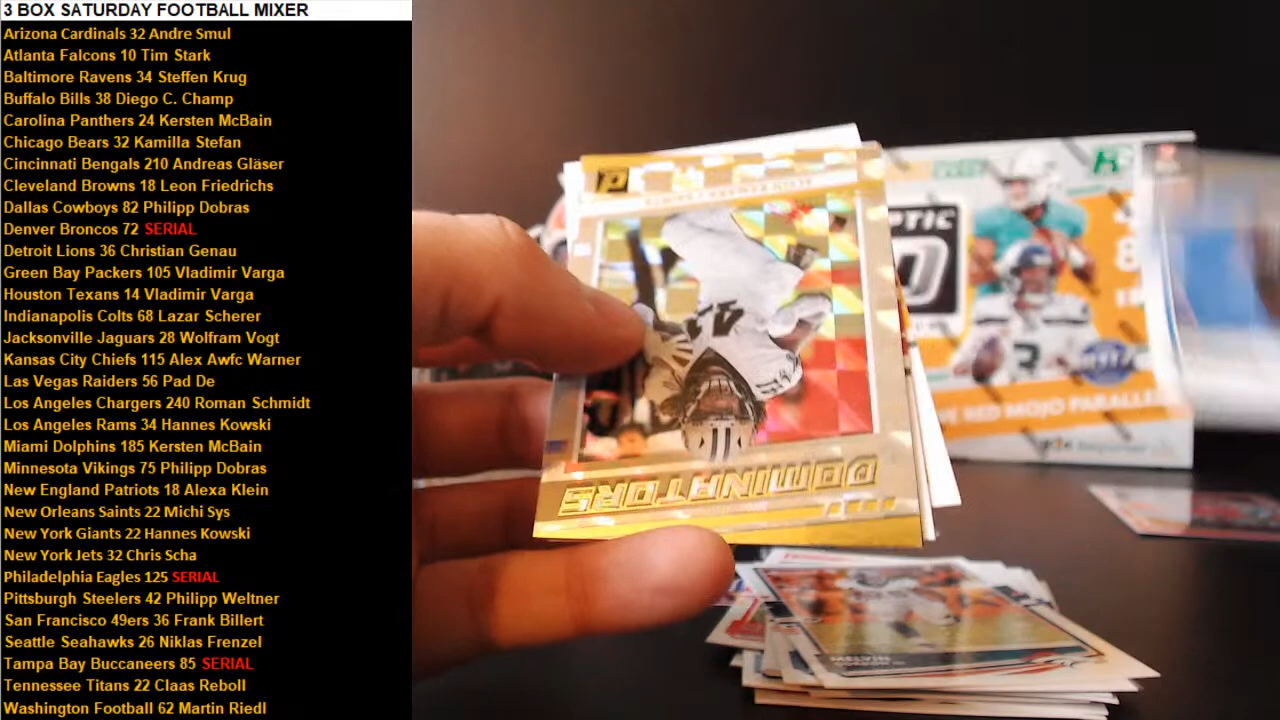 3 BOX SATURDAY FOOTBALL MIXER
Arizona Cardinals 32 Andre Smul
Atlanta Falcons 10 Tim Stark
Baltimore Ravens 34 Steffen Krug
Buffalo Bills 38 Diego C. Champ
Carolina Panthers 24 Kersten McBain
Chicago Bears 32 Kamilla Stefan
Cincinnati Bengals 210 Andreas Gläser
Cleveland Browns 18 Leon Friedrichs
Dallas Cowboys 82 Philipp Dobras
Denver Broncos 72 SERIAL
Detroit Lions 36 Christian Genau
Green Bay Packers 105 Vladimir Varga
Houston Texans 14 Vladimir Varga
Indianapolis Colts 68 Lazar Scherer
Jacksonville Jaguars 28 Wolfram Vogt
Kansas City Chiefs 115 Alex Awfc Warner
Las Vegas Raiders 56 Pad De
Los Angeles Chargers 240 Roman Schmidt
Los Angeles Rams 34 Hannes Kowski
Miami Dolphins 185 Kersten McBain
Minnesota Vikings 75 Philipp Dobras
New England Patriots 18 Alexa Klein
New Orleans Saints 22 Michi Sys
New York Giants 22 Hannes Kowski
New York Jets 32 Chris Scha
Philadelphia Eagles 125 SERIAL
Pittsburgh Steelers 42 Philipp Weltner
San Francisco 49ers 36 Frank Billert
Seattle Seahawks 26 Niklas Frenzel
Tampa Bay Buccaneers 85 SERIAL
Tennessee Titans 22 Claas Reboll
Washington Football 62 Martin Riedl
DOMINATORS
PTIC
RED MOJO PARALLE
MELVIN